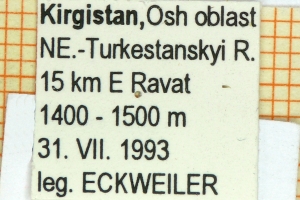 Kirgistan,Osh oblast
NE.-Turkestanskyi R.
15 km E Ravat
1400 - 1500 m
31. VII. 1993
leg. ECKWEILER